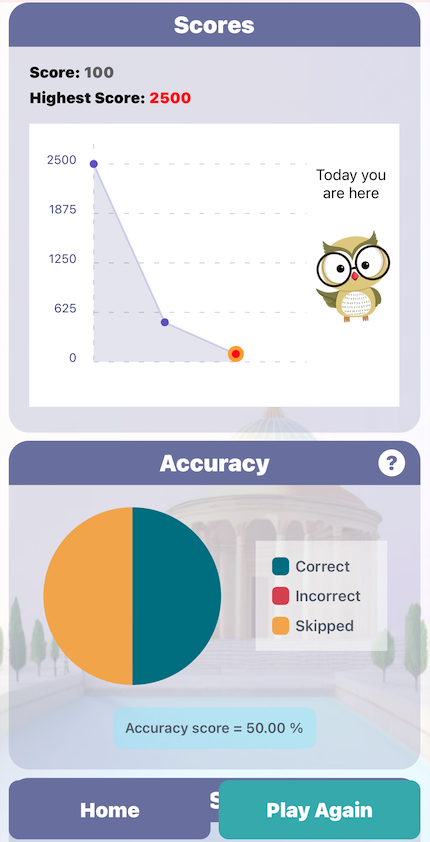 Scores
Score: 100
Highest Score: 2500
2500
1875
1250
625
0
Today you
are here
Accuracy
?
Correct
Incorrect
Skipped
Accuracy score = 50.00 %
Home
Play Again